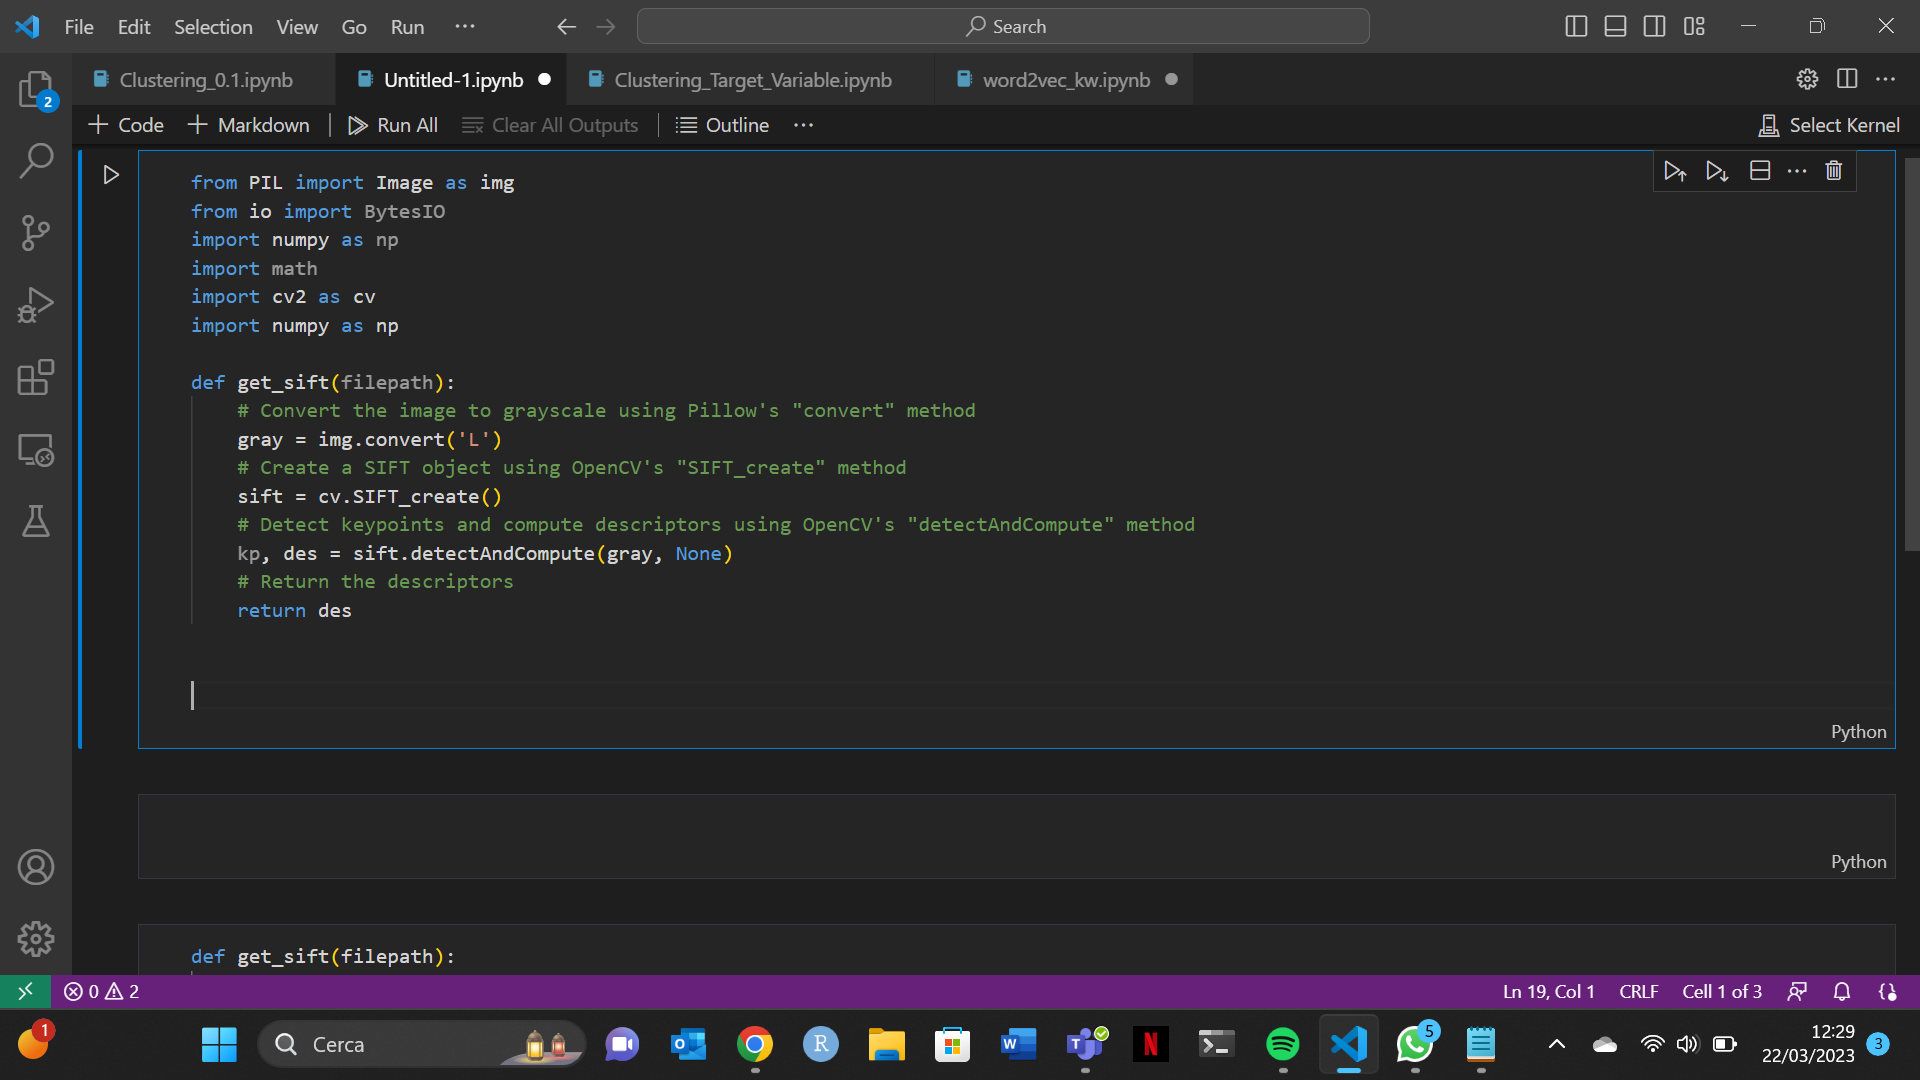 File Edit Selection View Go Run ··· Search
Clustering_0.1.ipynb Untitled-1.ipynb Clustering_Target_Variable.ipynb word2vec_kw.ipynb
2
+ Code + Markdown Run All Clear All Outputs Outline ··· Select Kernel
from PIL import Image as img
from io import BytesIO
import numpy as np
import math
import cv2 as cv
import numpy as np
def get_sift(filepath):
# Convert the image to grayscale using Pillow's "convert" method
gray = img.convert('L')
# Create a SIFT object using OpenCV's "SIFT_create" method
sift = cv.SIFT_create()
# Detect keypoints and compute descriptors using OpenCV's "detectAndCompute" method
kp, des = sift.detectAndCompute(gray, None)
# Return the descriptors
return des
Python
Python
def get_sift(filepath):
0 2 Ln 19, Col 1 CRLF Cell 1 of 3
1 Cerca O R W T N 5 12:29 3
22/03/2023